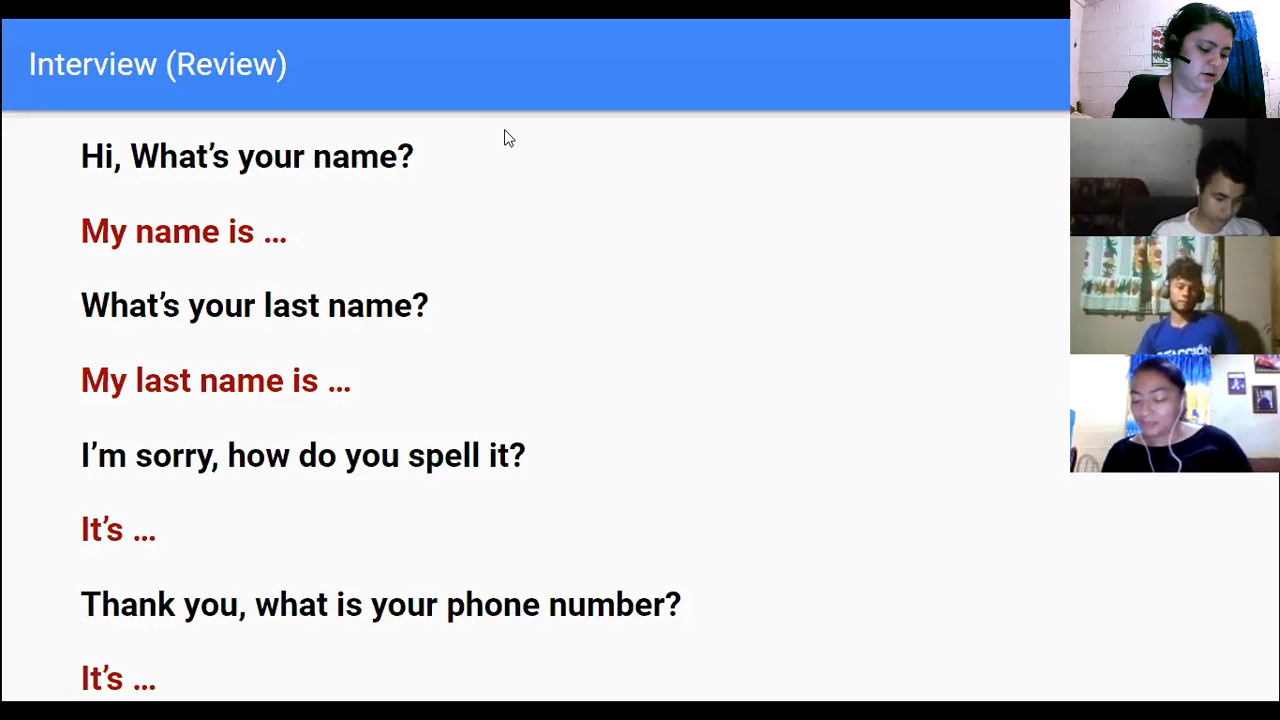 Interview (Review)
Hi, What's your name?
My name is ...
What's your last name?
My last name is ...
I'm sorry, how do you spell it?
It's ...
Thank you, what is your phone number?
It's ...